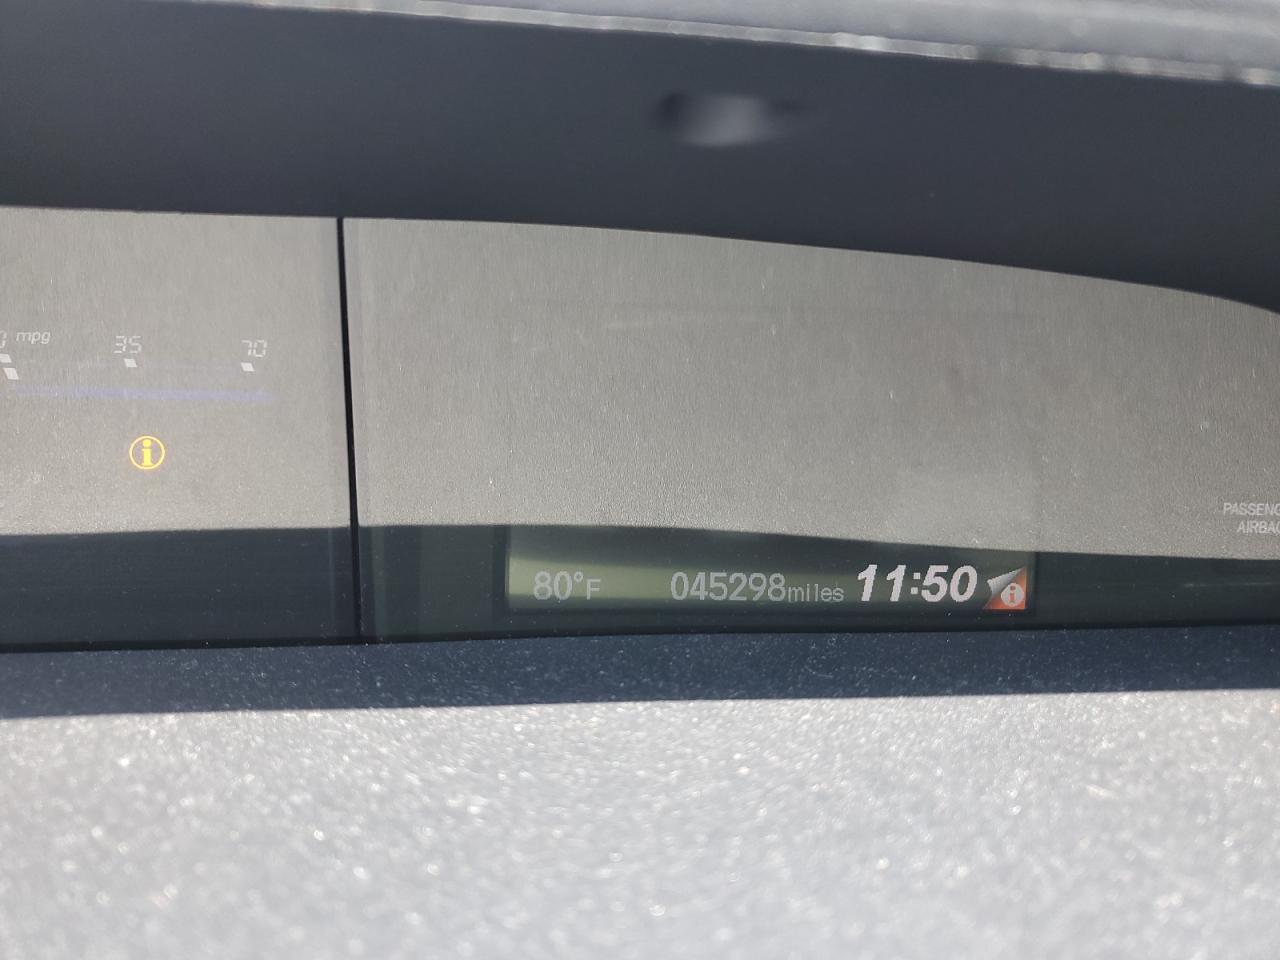 mpg 35 70
i
80°F 045298miles 11:50 i
PASSENG
AIRBAG